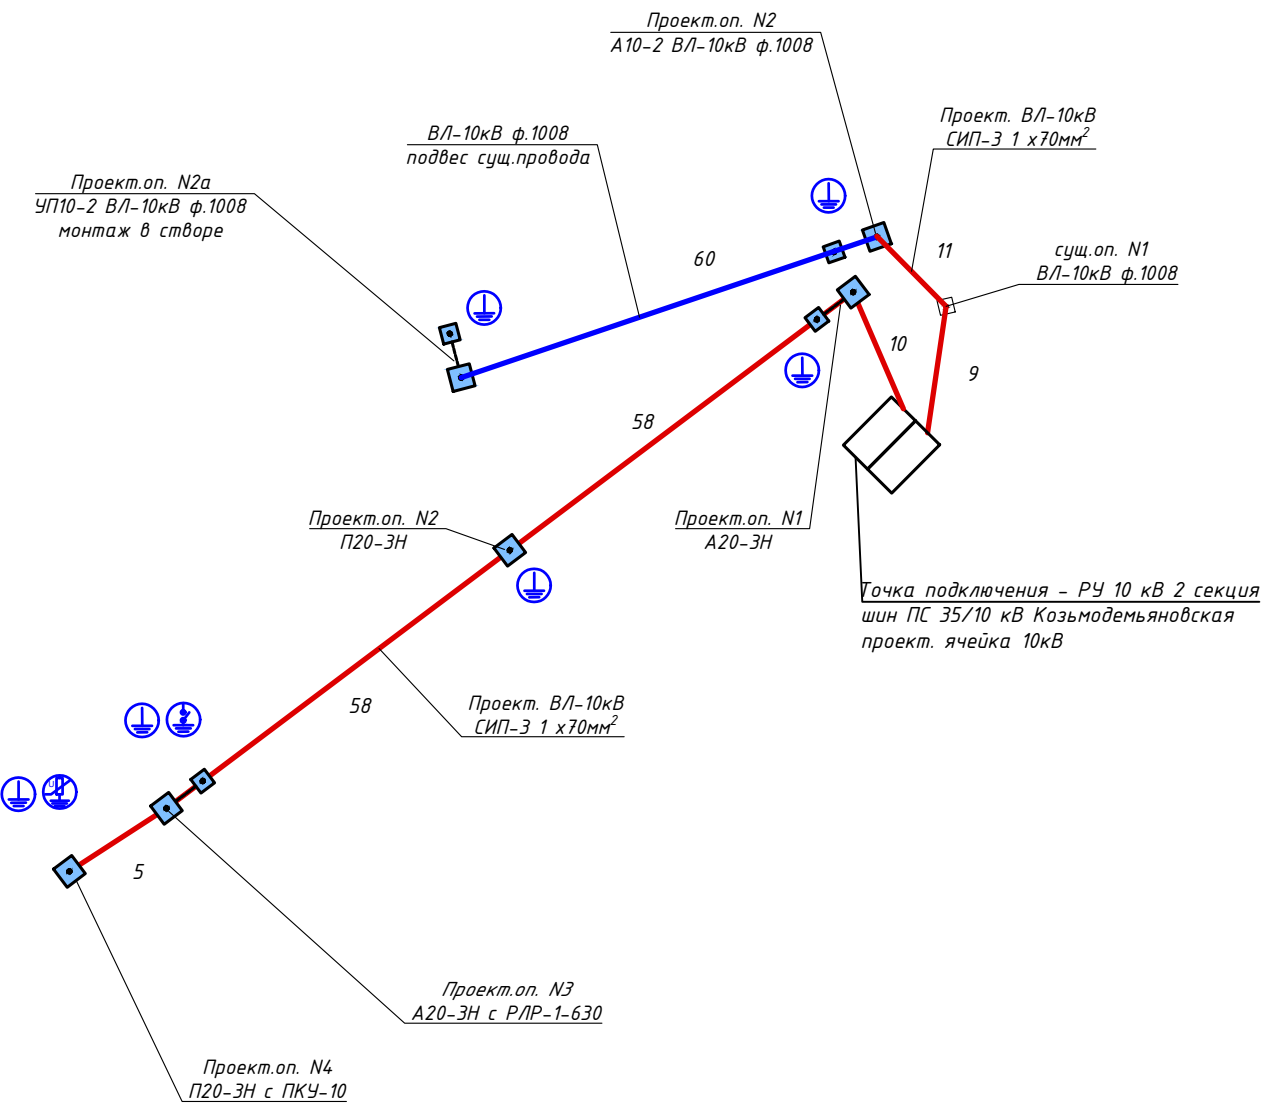 Проект.оп. N2
А10-2 ВЛ-10кВ ф.1008
Проект. ВЛ-10кВ
СИП-3 1 х70мм²
ВЛ-10кВ ф.1008
подвес сущ.провода
Проект.оп. N2а
УП10-2 ВЛ-10кВ ф.1008
монтаж в створе
сущ.оп. N1
ВЛ-10кВ ф.1008
11
60
10
9
58
Проект.оп. N2
П20-3Н
Проект.оп. N1
А20-3Н
Точка подключения - РУ 10 кВ 2 секция
шин ПС 35/10 кВ Козьмодемьяновская
проект. ячейка 10кВ
58
Проект. ВЛ-10кВ
СИП-3 1 х70мм²
U
5
Проект.оп. N3
А20-3Н с РЛР-1-630
Проект.оп. N4
П20-3Н с ПКУ-10